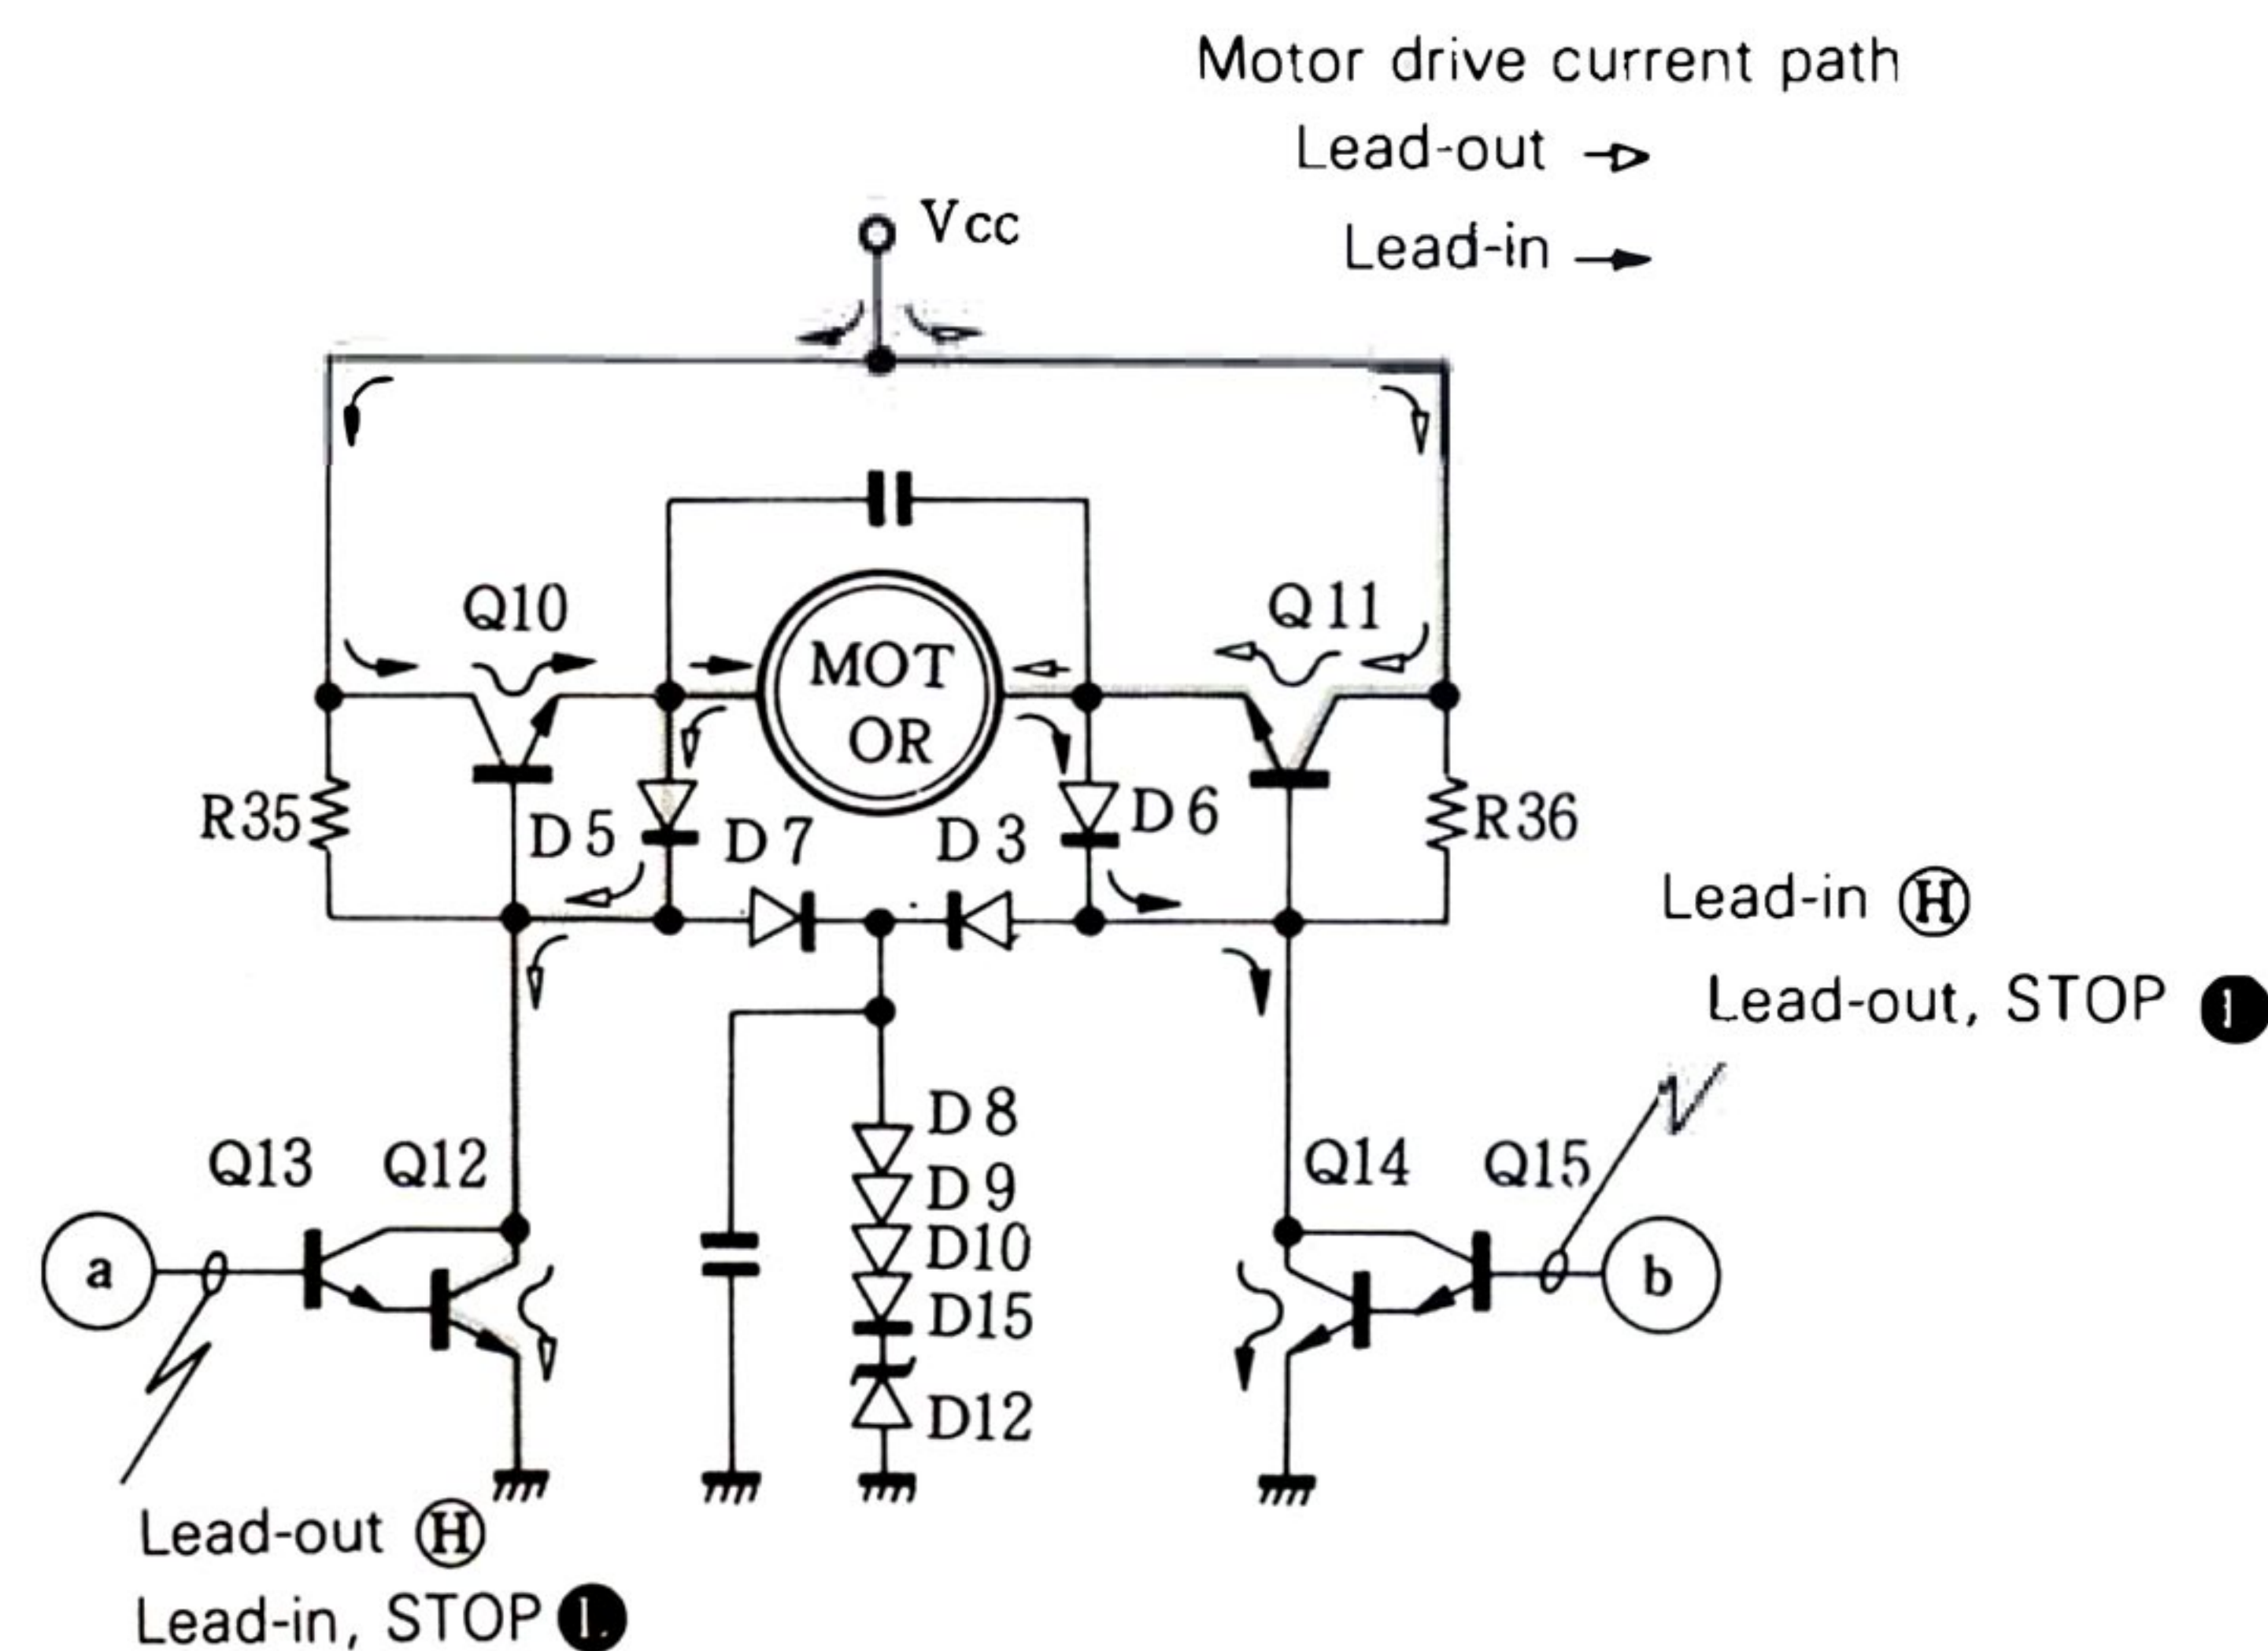 Motor drive current path
Lead-out
Lead-in
Vcc
Q10
Q11
MOT
OR
R35
D5
D7
D3
D6
R36
Lead-in H
Lead-out, STOP
D8
D9
D10
D15
D12
Q13
Q12
Q14
Q15
a
b
Lead-out H
Lead-in, STOP L